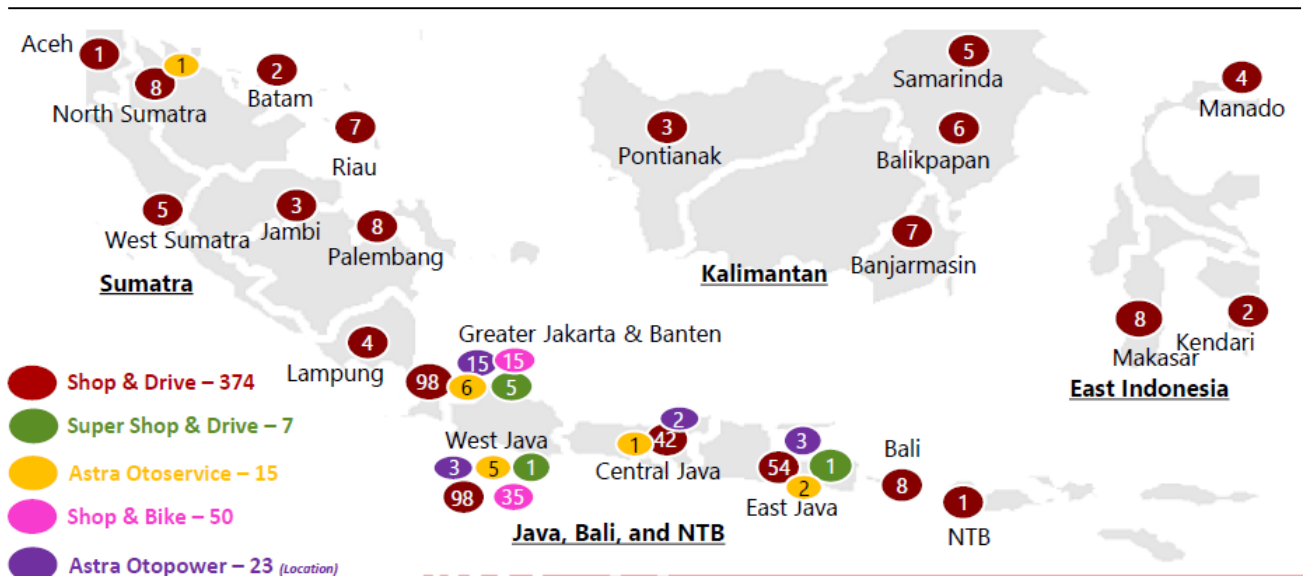 Aceh
1
1
8
North Sumatra
2
Batam
7
Riau
5
West Sumatra
3
Jambi
8
Palembang
Sumatra
4
Lampung
3
Pontianak
5
Samarinda
6
Balikpapan
7
Banjarmasin
Kalimantan
4
Manado
8
Makasar
2
Kendari
East Indonesia
Greater Jakarta & Banten
15
15
98
6
5
West Java
3
5
1
98
35
2
1
42
Central Java
3
54
1
2
East Java
Bali
8
1
NTB
Java, Bali, and NTB
Shop & Drive – 374
Super Shop & Drive – 7
Astra Otoservice – 15
Shop & Bike – 50
Astra Otopower – 23 (Location)